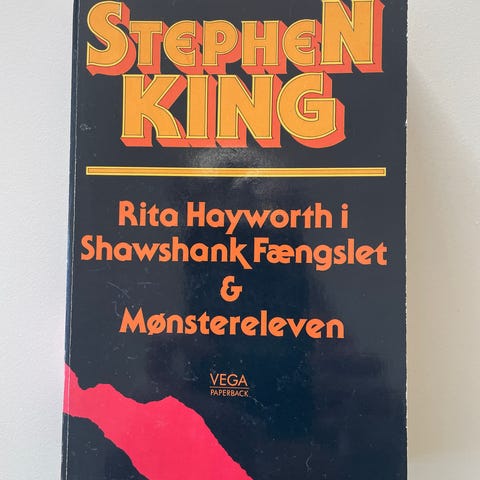 STEPHEN
KING
Rita Hayworth i
Shawshank Fængslet
&
Mønstereleven
VEGA
PAPERBACK